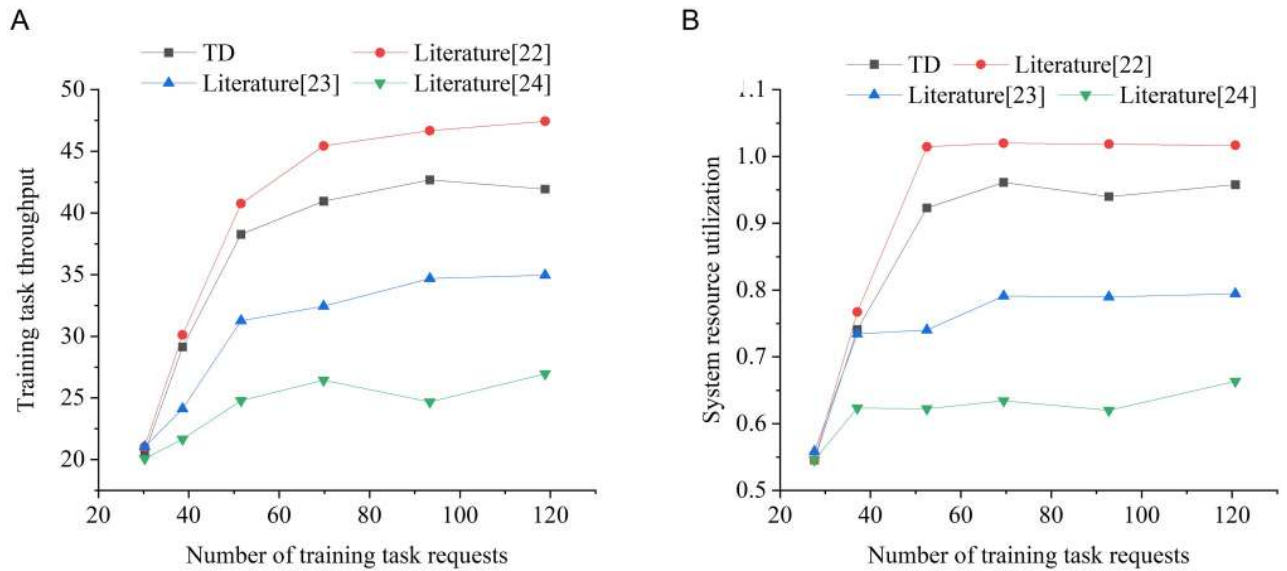 A
TD Literature[22]
Literature[23] Literature[24]
50
45
40
35
30
25
20
Training task throughput
20 40 60 80 100 120
Number of training task requests
B
TD Literature[22]
Literature[23] Literature[24]
1.1
1.0
0.9
0.8
0.7
0.6
0.5
System resource utilization
20 40 60 80 100 120
Number of training task requests